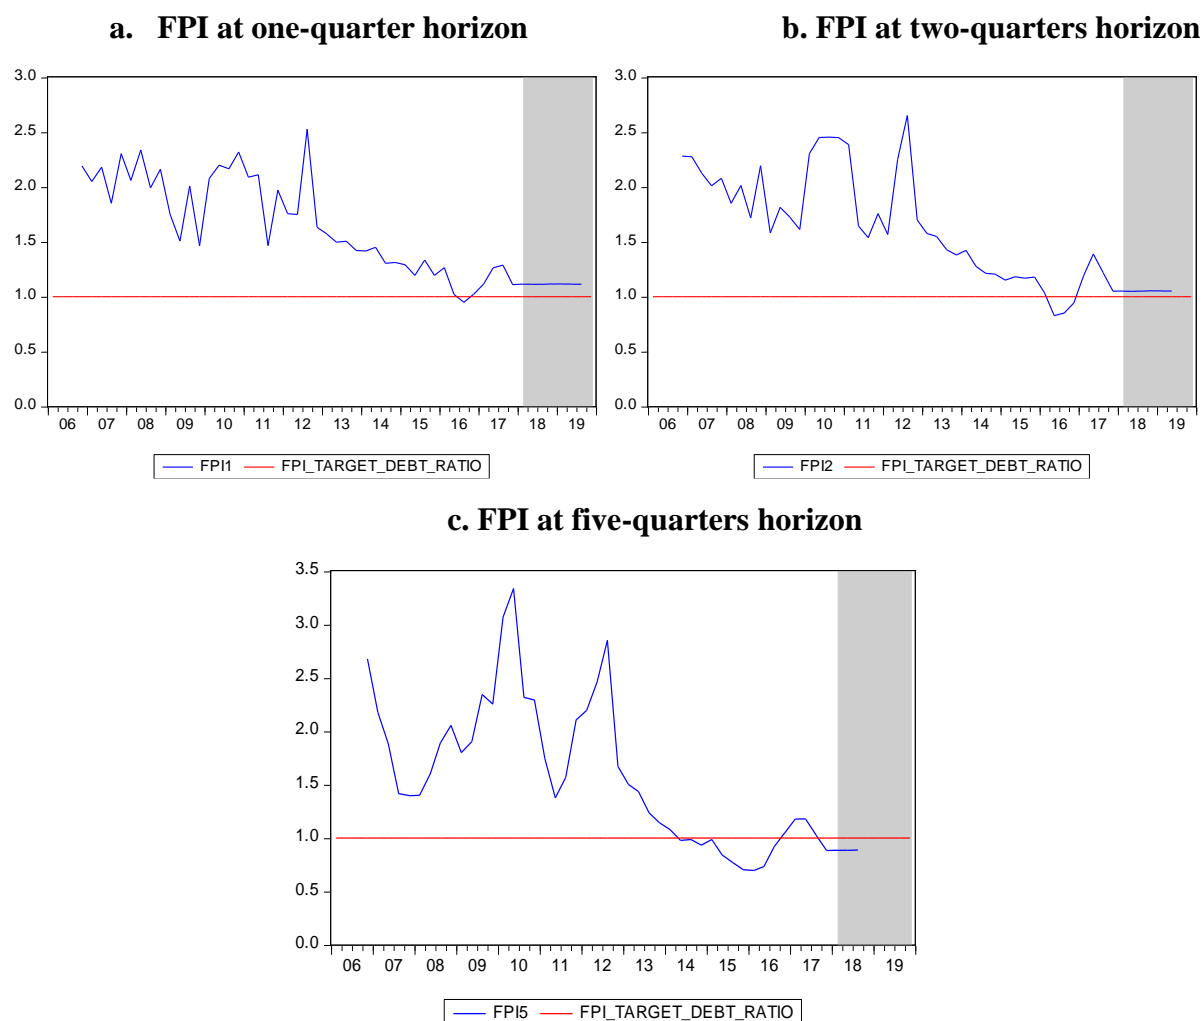 a. FPI at one-quarter horizon
b. FPI at two-quarters horizon
3.0
2.5
2.0
1.5
1.0
0.5
0.0
06 07 08 09 10 11 12 13 14 15 16 17 18 19
FPI1 FPI_TARGET_DEBT_RATIO
3.0
2.5
2.0
1.5
1.0
0.5
0.0
06 07 08 09 10 11 12 13 14 15 16 17 18 19
FPI2 FPI_TARGET_DEBT_RATIO
c. FPI at five-quarters horizon
3.5
3.0
2.5
2.0
1.5
1.0
0.5
0.0
06 07 08 09 10 11 12 13 14 15 16 17 18 19
FPI5 FPI_TARGET_DEBT_RATIO